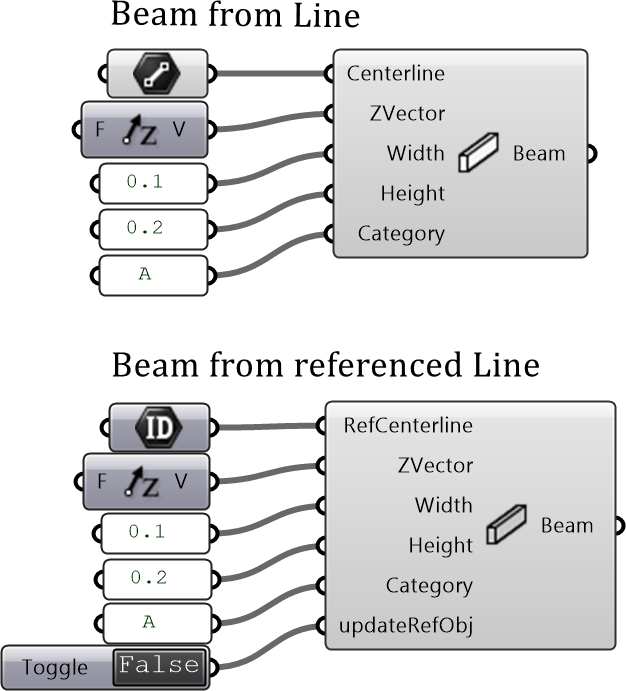 Beam from Line
Centerline
F Z V
ZVector
0.1
Width
Beam
0.2
Height
A
Category
Beam from referenced Line
ID
RefCenterline
F Z V
ZVector
0.1
Width
Beam
0.2
Height
A
Category
Toggle False
updateRefObj